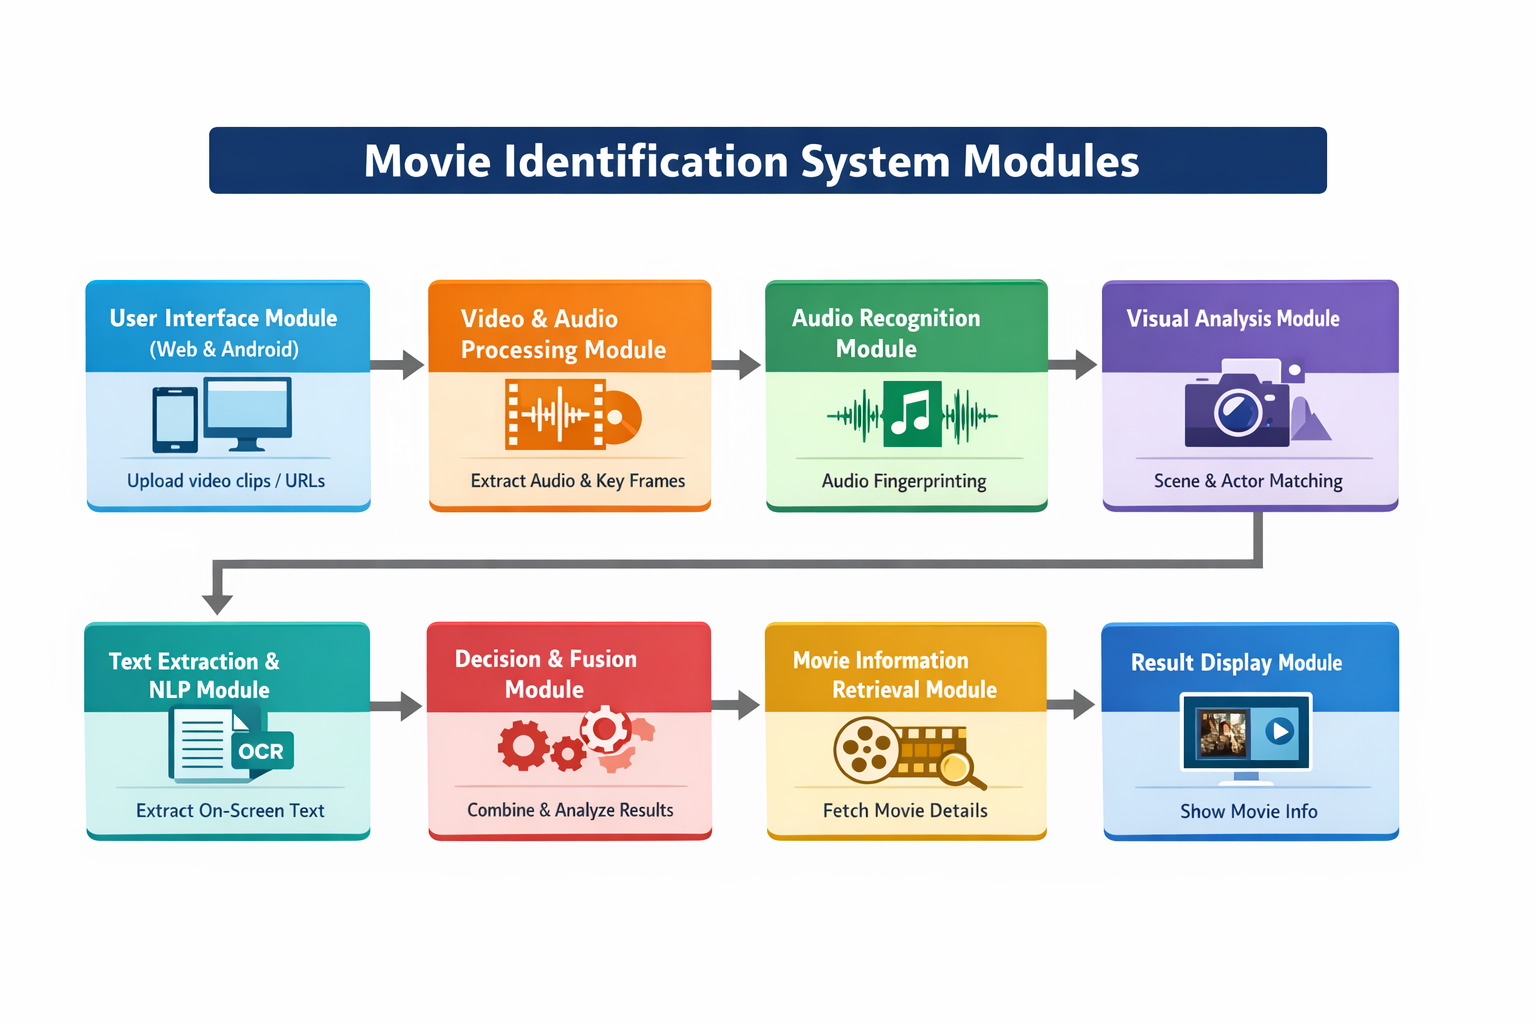 Movie Identification System Modules
User Interface Module
(Web & Android)
Upload video clips / URLs
Video & Audio
Processing Module
Extract Audio & Key Frames
Audio Recognition
Module
Audio Fingerprinting
Visual Analysis Module
Scene & Actor Matching
Text Extraction &
NLP Module
OCR
Extract On-Screen Text
Decision & Fusion
Module
Combine & Analyze Results
Movie Information
Retrieval Module
Fetch Movie Details
Result Display Module
Show Movie Info